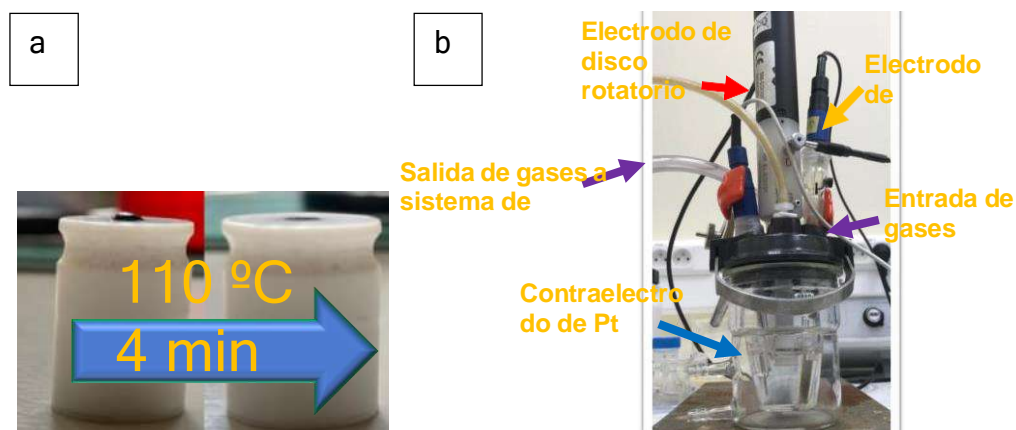 a
110 ºC
4 min
b
Electrodo de
disco
rotatorio
Electrodo
de
Salida de gases a
sistema de
Entrada de
gases
Contraelectro
do de Pt